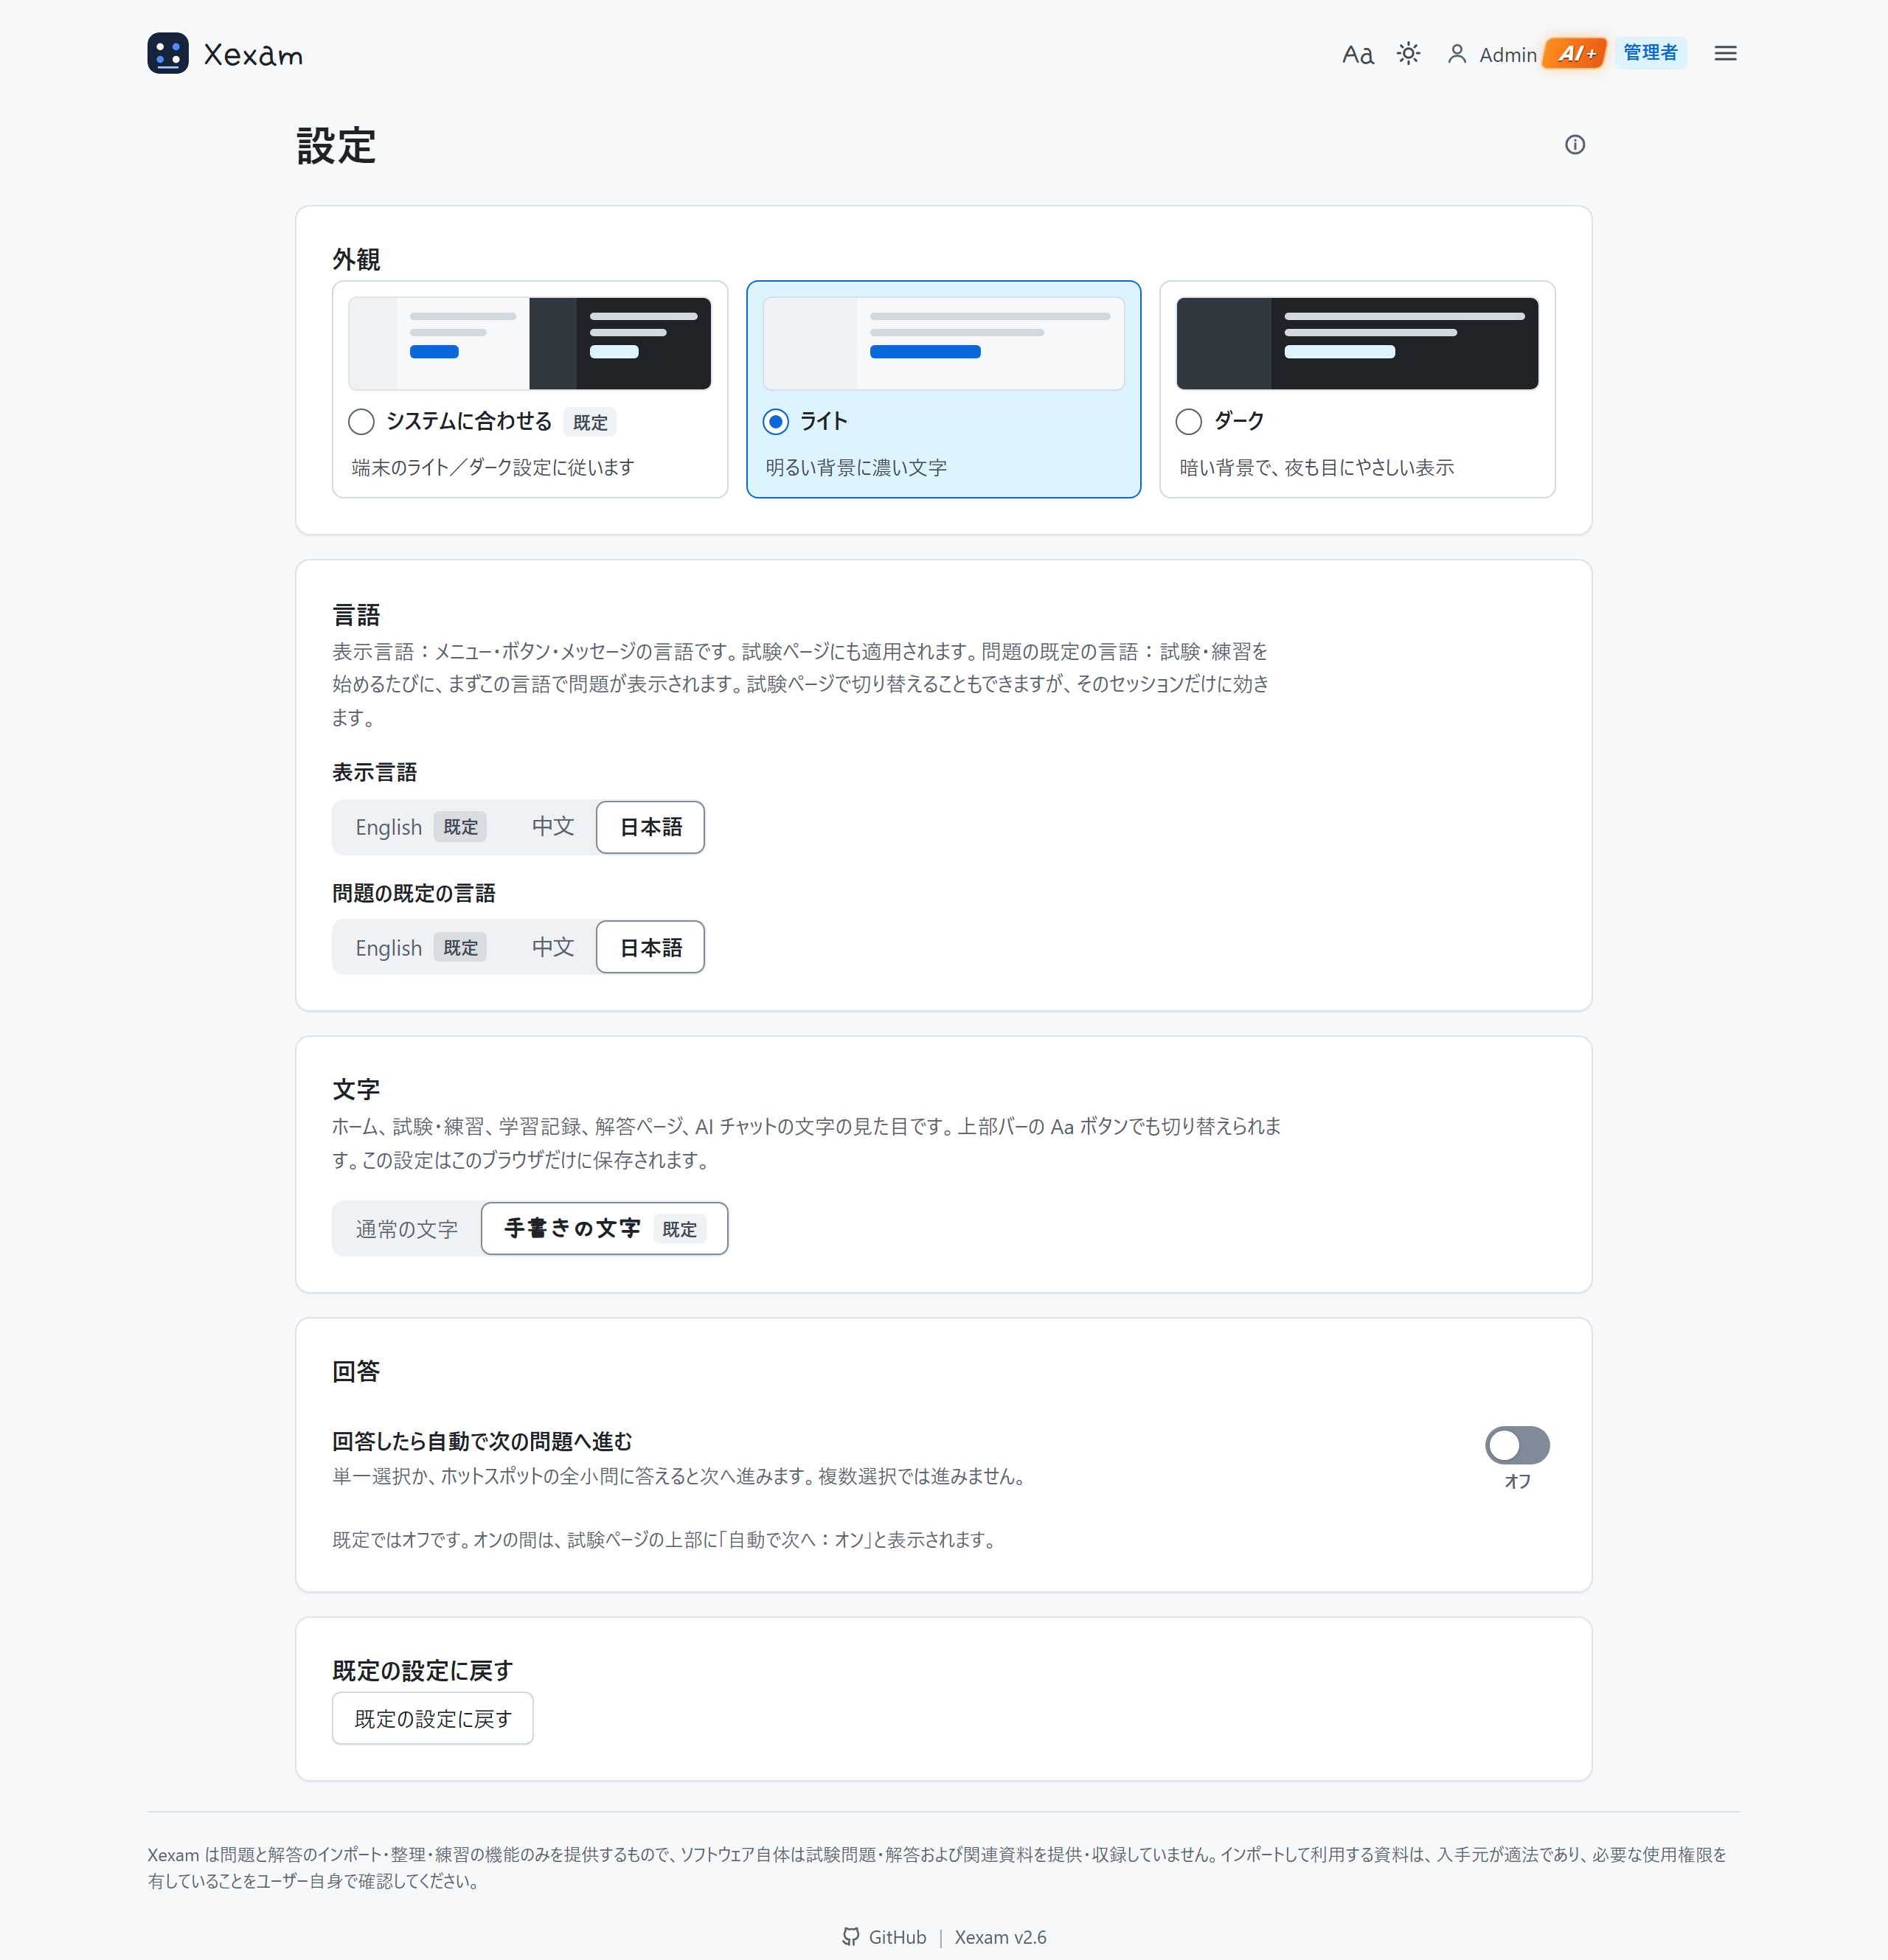 Xexam
Aa Admin AI+ 管理者
設定
外観
システムに合わせる 既定
端末のライト／ダーク設定に従います
ライト
明るい背景に濃い文字
ダーク
暗い背景で、夜も目にやさしい表示
言語
表示言語：メニュー・ボタン・メッセージの言語です。試験ページにも適用されます。問題の既定の言語：試験・練習を
始めるたびに、まずこの言語で問題が表示されます。試験ページで切り替えることもできますが、そのセッションだけに効き
ます。
表示言語
English 既定 中文 日本語
問題の既定の言語
English 既定 中文 日本語
文字
ホーム、試験・練習、学習記録、解答ページ、AI チャットの文字の見た目です。上部バーの Aa ボタンでも切り替えられま
す。この設定はこのブラウザだけに保存されます。
通常の文字 手書きの文字 既定
回答
回答したら自動で次の問題へ進む
単一選択か、ホットスポットの全小問に答えると次へ進みます。複数選択では進みません。
オフ
既定ではオフです。オンの間は、試験ページの上部に「自動で次へ：オン」と表示されます。
既定の設定に戻す
既定の設定に戻す
Xexam は問題と解答のインポート・整理・練習の機能のみを提供するもので、ソフトウェア自体は試験問題・解答および関連資料を提供・収録していません。インポートして利用する資料は、入手元が適法であり、必要な使用権限を
有していることをユーザー自身で確認してください。
GitHub | Xexam v2.6